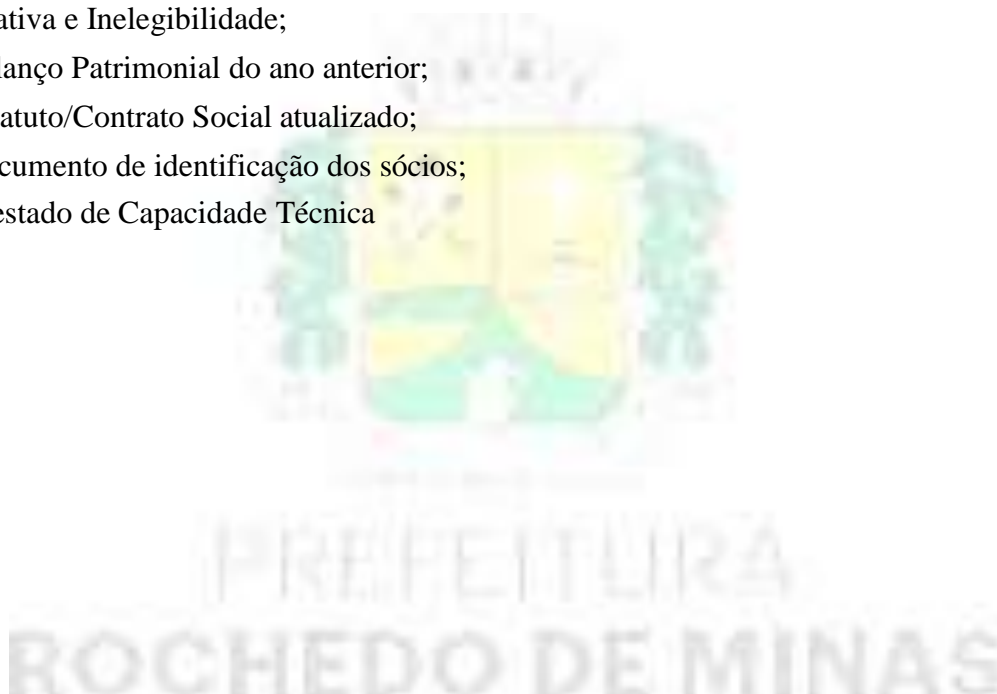 ativa e Inelegibilidade;
lanço Patrimonial do ano anterior;
atuto/Contrato Social atualizado;
cumento de identificação dos sócios;
estado de Capacidade Técnica
PREFEITURA
ROCHEDO DE MINAS